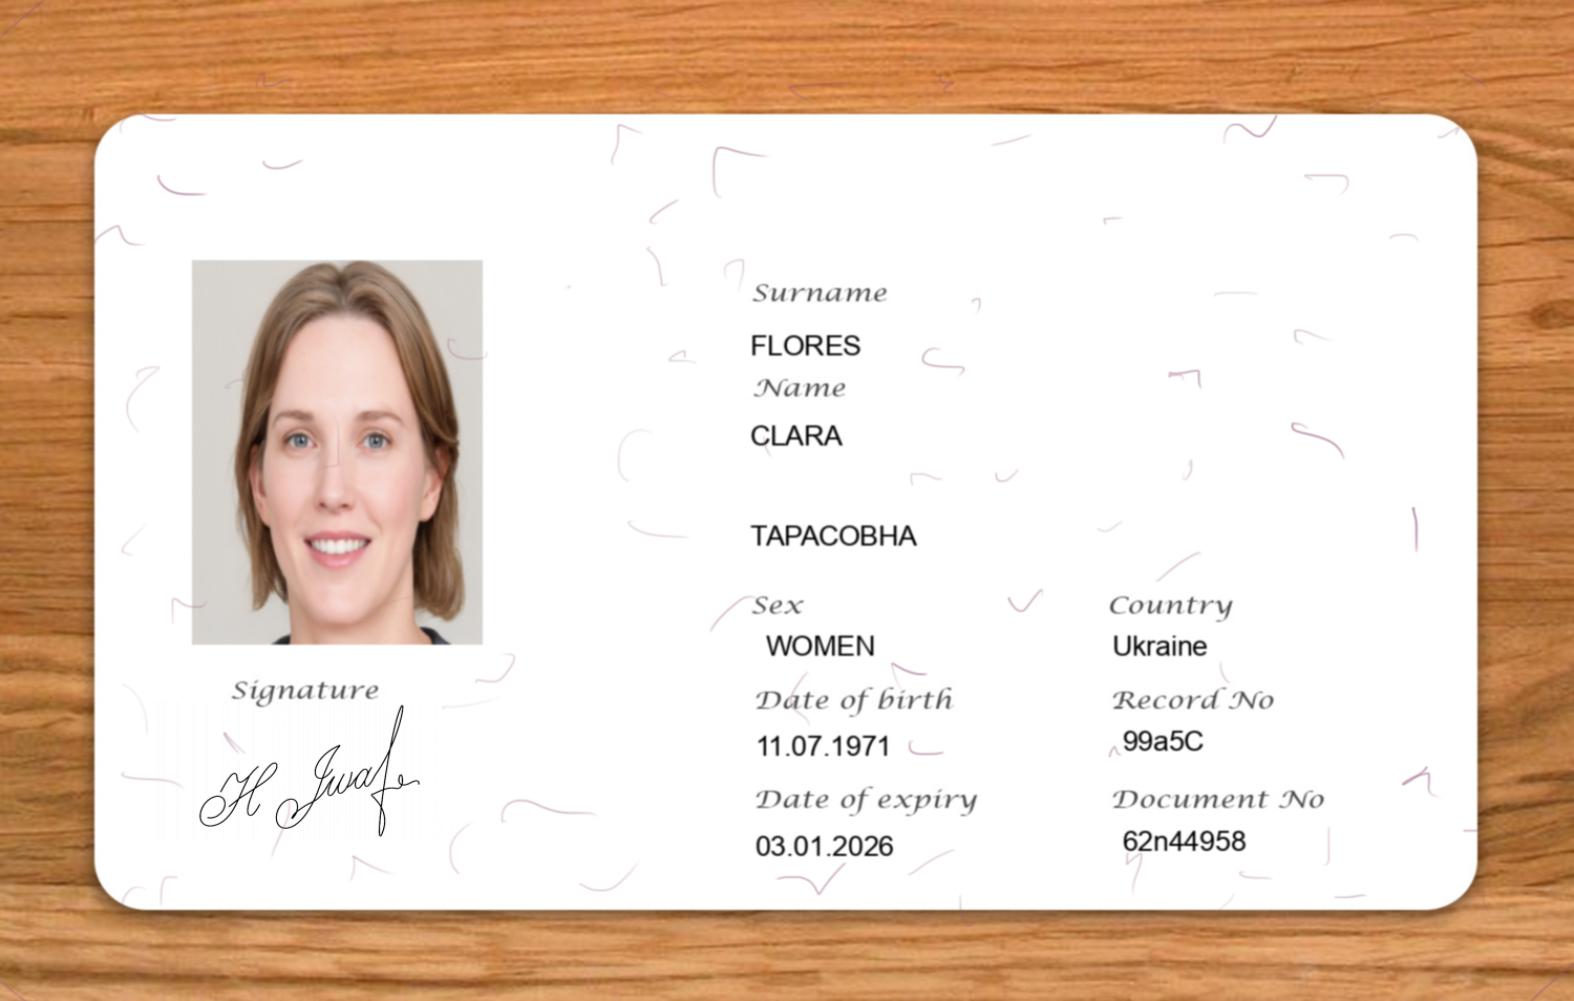 Surname
FLORES
Name
CLARA
TAPACOBHA
Sex Country
WOMEN Ukraine
Date of birth Record No
11.07.1971 99a5C
Date of expiry Document No
03.01.2026 62n44958
Signature